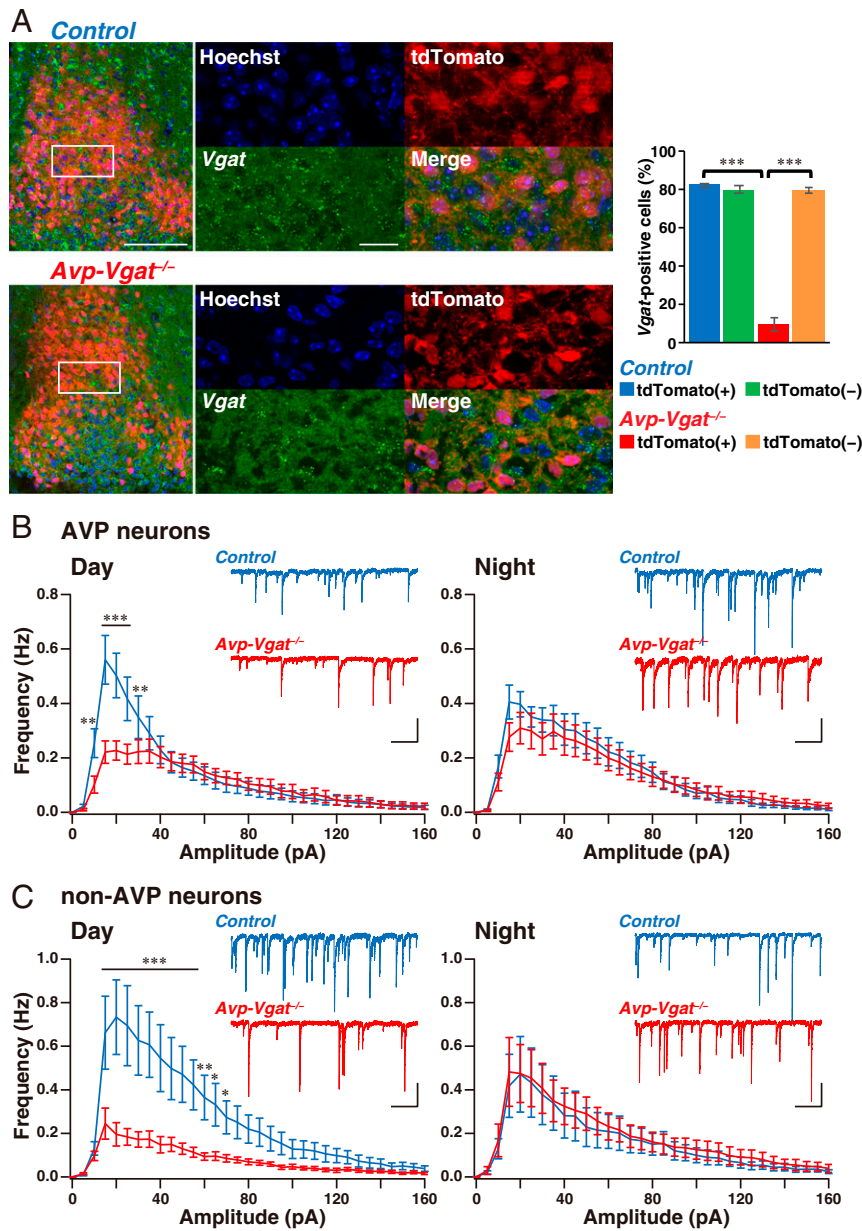 A
Control
Hoechst
tdTomato
Vgat
Merge
Avp-Vgat–/–
Hoechst
tdTomato
Vgat
Merge
Vgat-positive cells (%)
100
80
60
40
20
0
*** ***
Control
tdTomato(+) tdTomato(–)
Avp-Vgat–/–
tdTomato(+) tdTomato(–)
B AVP neurons
Day
Control
Avp-Vgat–/–
Frequency (Hz)
0.8
0.6
0.4
0.2
0.0
***
**
**
0 40 80 120 160
Amplitude (pA)
Night
Control
Avp-Vgat–/–
0.8
0.6
0.4
0.2
0.0
0 40 80 120 160
Amplitude (pA)
C non-AVP neurons
Day
Control
Avp-Vgat–/–
Frequency (Hz)
1.0
0.8
0.6
0.4
0.2
0.0
***
**
*
*
0 40 80 120 160
Amplitude (pA)
Night
Control
Avp-Vgat–/–
1.0
0.8
0.6
0.4
0.2
0.0
0 40 80 120 160
Amplitude (pA)